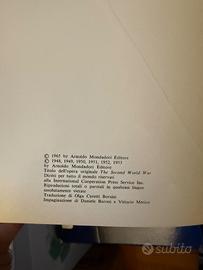 © 1965 by Arnoldo Mondadori Editore
© 1948, 1949, 1950, 1951, 1952, 1953
by Arnoldo Mondadori Editore
Titolo dell'opera originale The Second World War
Diritti per tutto il mondo riservati
alla International Cooperation Press Service Inc.
Riproduzioni totali o parziali in qualsiasi lingua
assolutamente vietate
Traduzione di Olga Ceretti Borsini
Impaginazione di Daniele Baroni e Vittorio Merico
subito